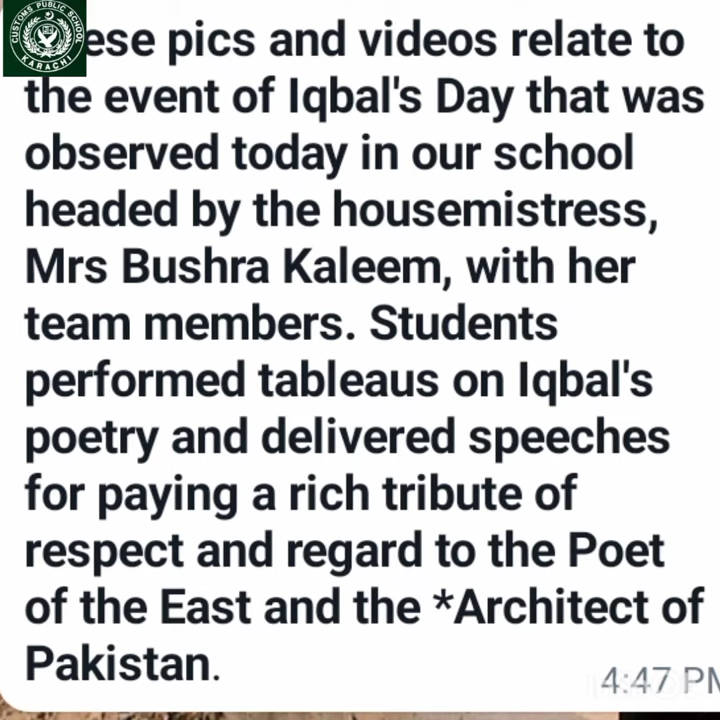 CUSTOMS PUBLIC SCHOOL
KARACHI
ese pics and videos relate to
the event of Iqbal's Day that was
observed today in our school
headed by the housemistress,
Mrs Bushra Kaleem, with her
team members. Students
performed tableaus on Iqbal's
poetry and delivered speeches
for paying a rich tribute of
respect and regard to the Poet
of the East and the *Architect of
Pakistan.
4:47 PM